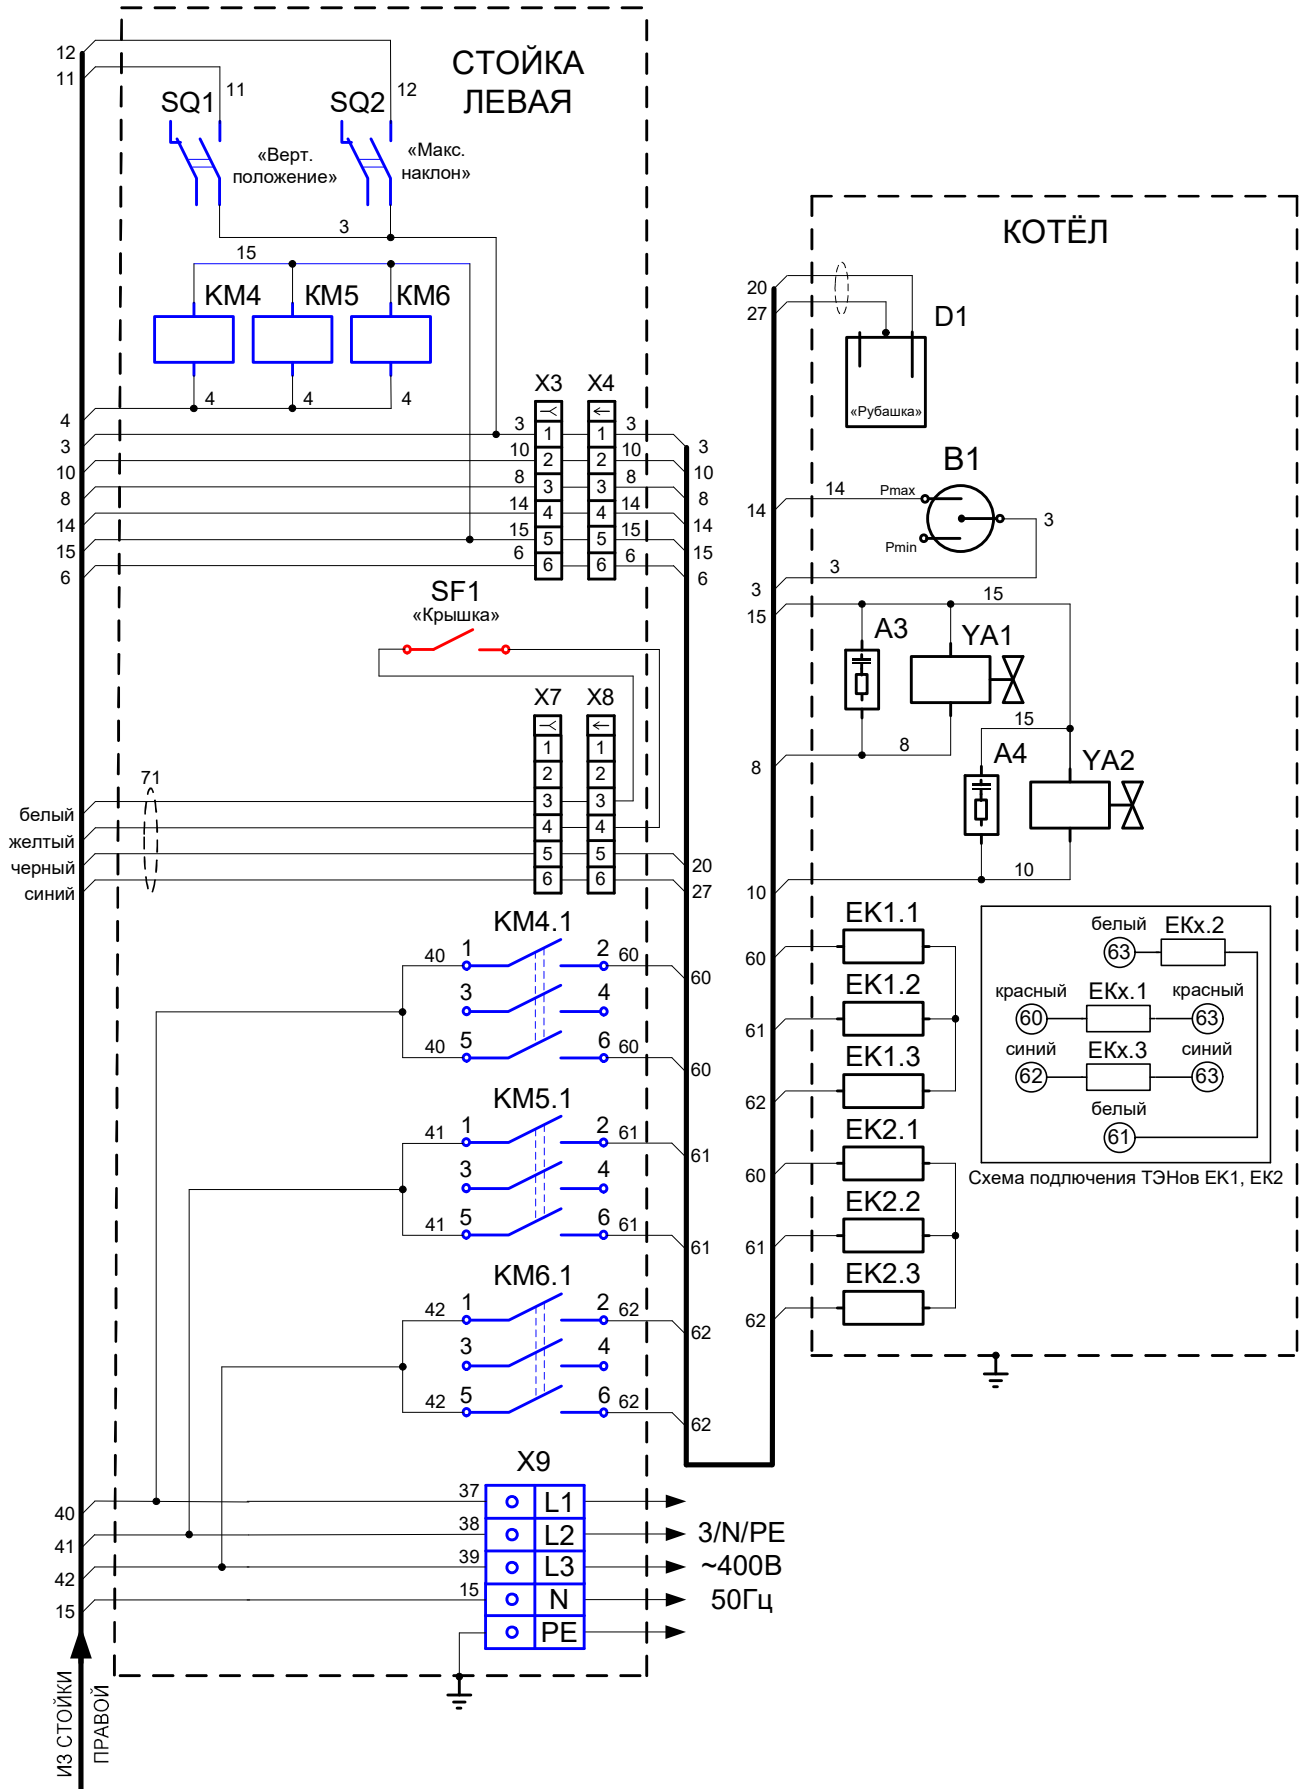 СТОЙКА
ЛЕВАЯ
12
11
11
12
SQ1
SQ2
«Верт.
положение»
«Макс.
наклон»
3
15
KM4
KM5
KM6
4
4
4
4
3
10
8
14
15
6
X3
X4
3
1
1
3
10
2
2
10
8
3
3
8
14
4
4
14
15
5
5
15
6
6
6
6
3
10
8
14
15
6
SF1
«Крышка»
X7
X8
1
1
2
2
3
3
4
4
5
5
6
6
71
белый
желтый
черный
синий
20
27
KM4.1
40
1
2
60
60
3
4
40
5
6
60
60
KM5.1
41
1
2
61
61
3
4
41
5
6
61
61
KM6.1
42
1
2
62
62
3
4
42
5
6
62
62
X9
37
L1
38
L2
39
L3
15
N
PE
40
41
42
15
3/N/PE
~400В
50Гц
ИЗ СТОЙКИ
ПРАВОЙ
КОТЁЛ
20
27
D1
«Рубашка»
B1
14
14
Pmax
Pmin
3
3
3
15
15
A3
YA1
8
8
15
A4
YA2
10
10
EK1.1
60
EK1.2
61
EK1.3
62
EK2.1
60
EK2.2
61
EK2.3
62
белый
63
EKx.2
красный
60
EKx.1
красный
63
синий
62
EKx.3
синий
63
белый
61
Схема подлючения ТЭНов EK1, EK2